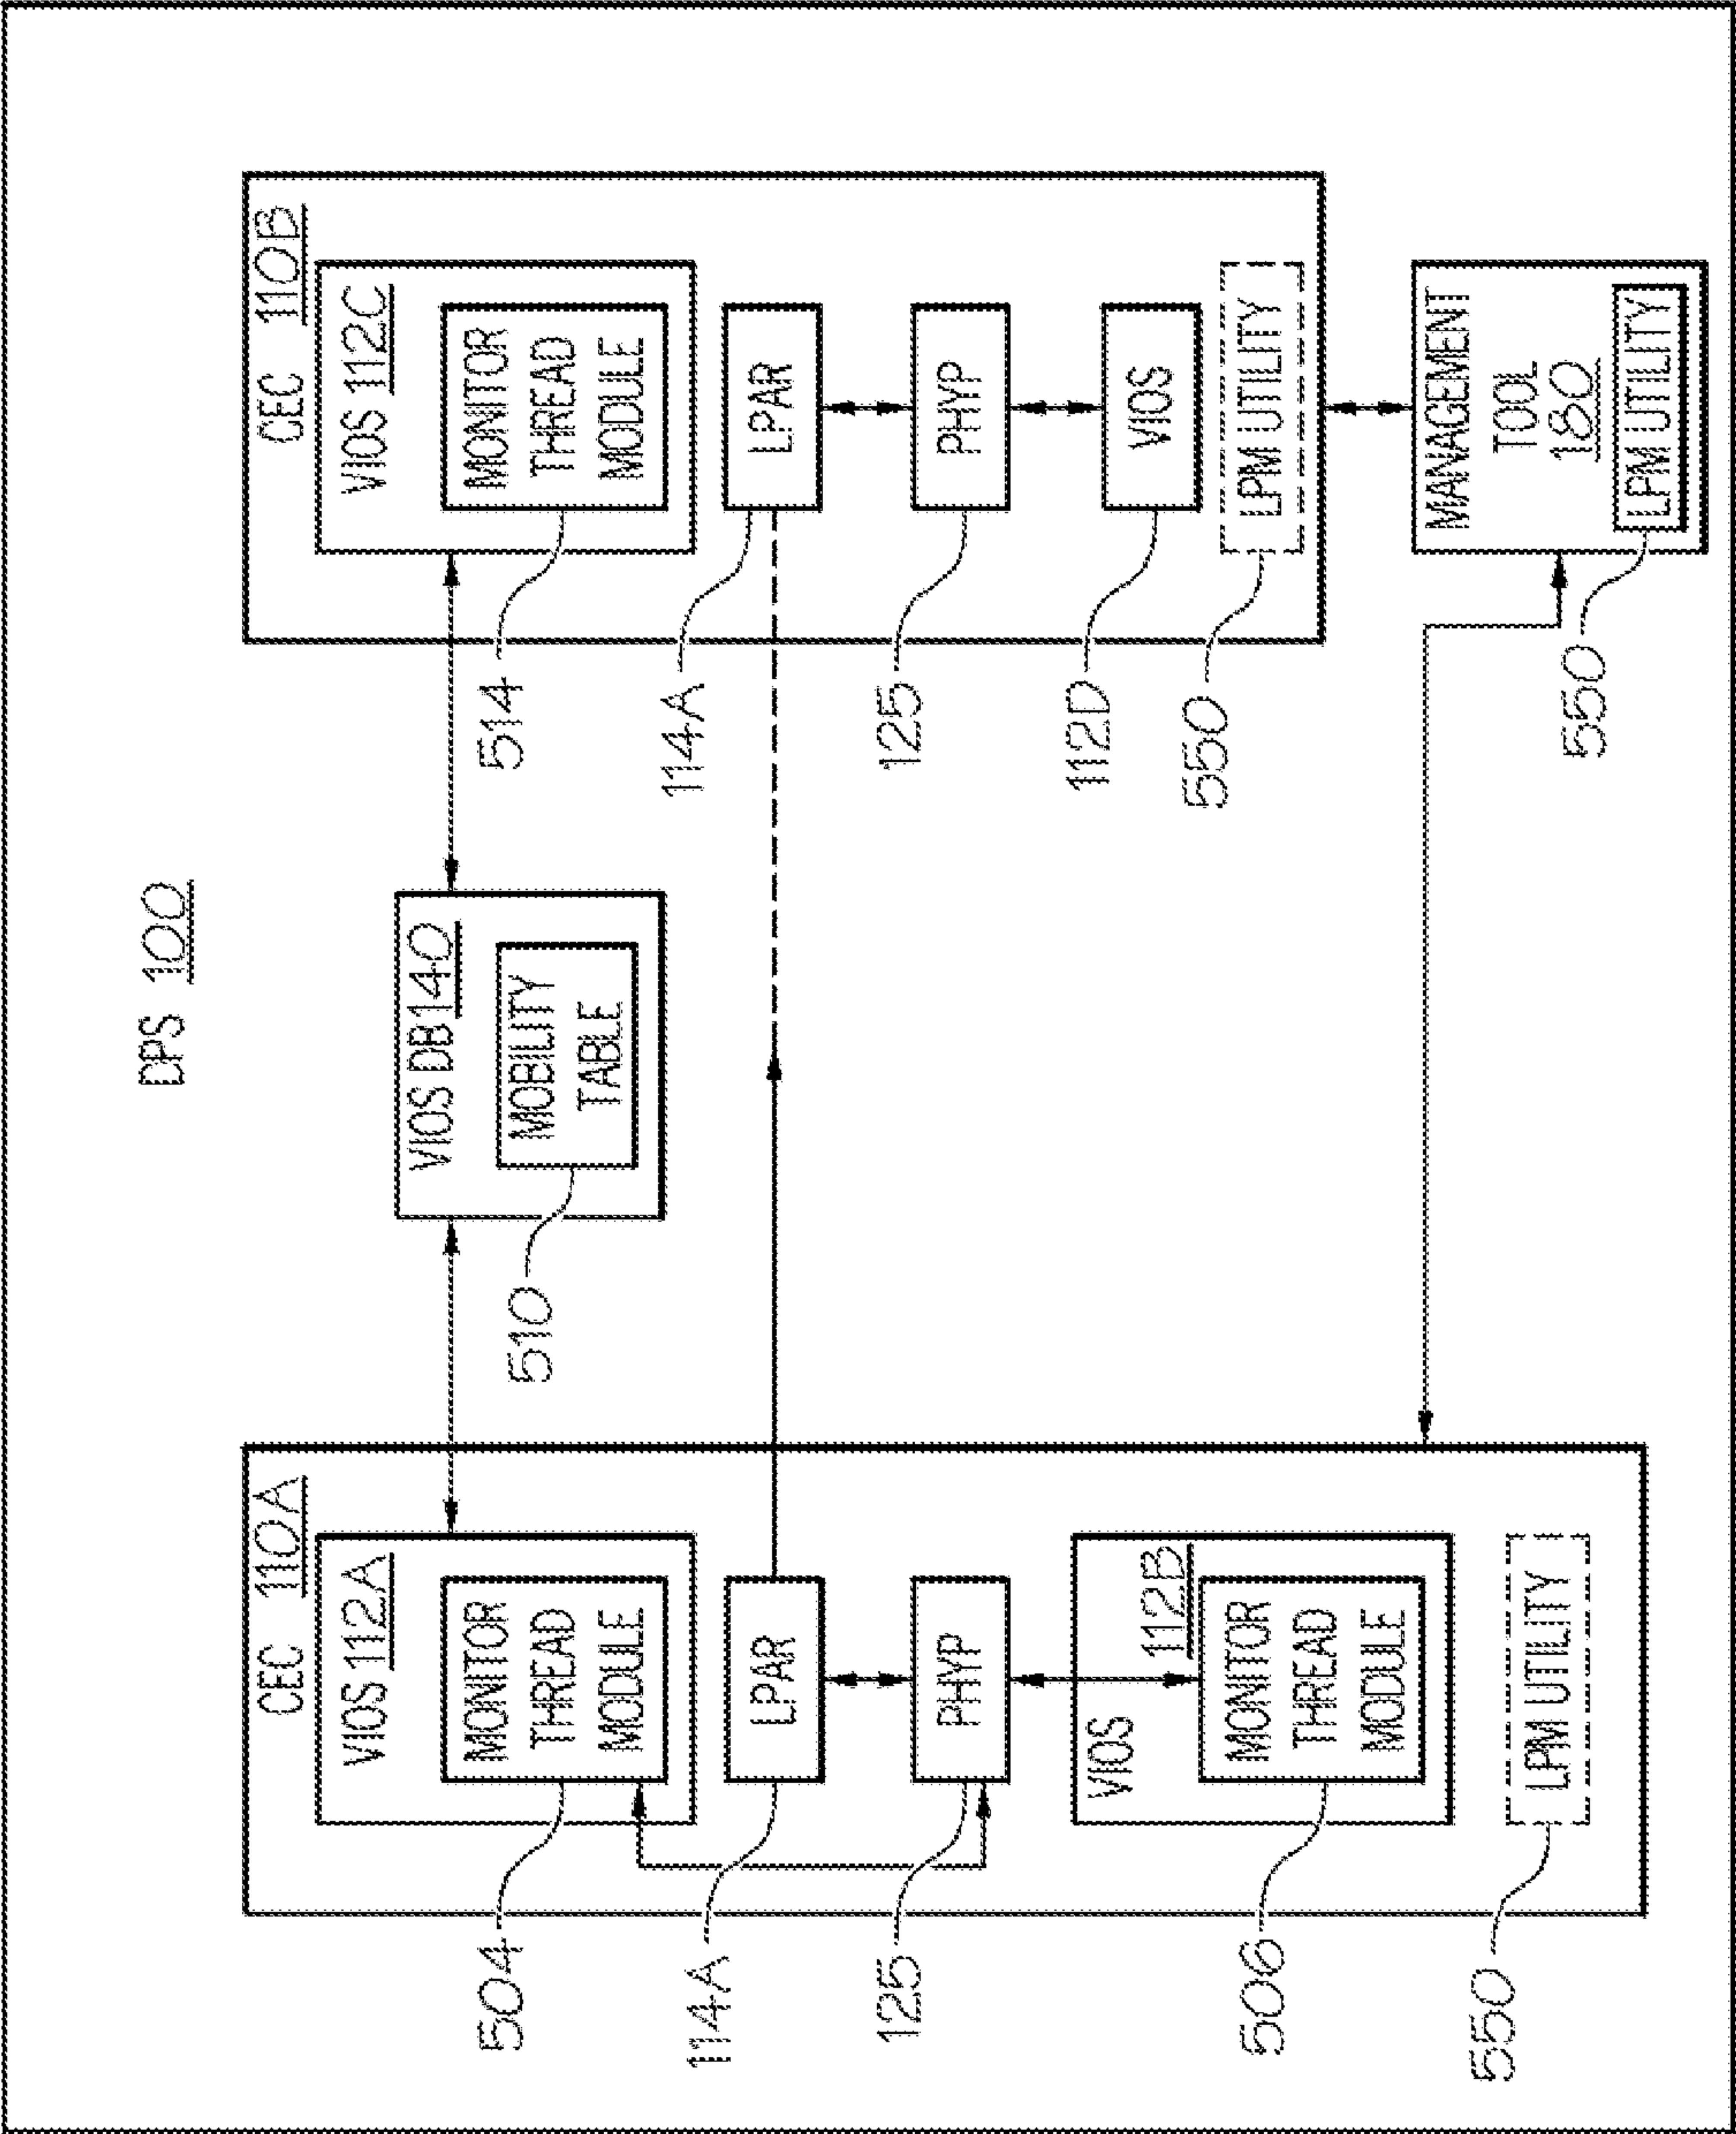 DPS 100
CEC 110A
VIOS 112A
MONITOR
THREAD
MODULE
504
LPAR
114A
PHYP
125
VIOS
112B
MONITOR
THREAD
MODULE
506
LPM UTILITY
550
VIOS DB 140
MOBILITY
TABLE
510
CEC 110B
VIOS 112C
MONITOR
THREAD
MODULE
514
LPAR
114A
PHYP
125
VIOS
112D
LPM UTILITY
550
MANAGEMENT
TOOL
180
LPM UTILITY
550